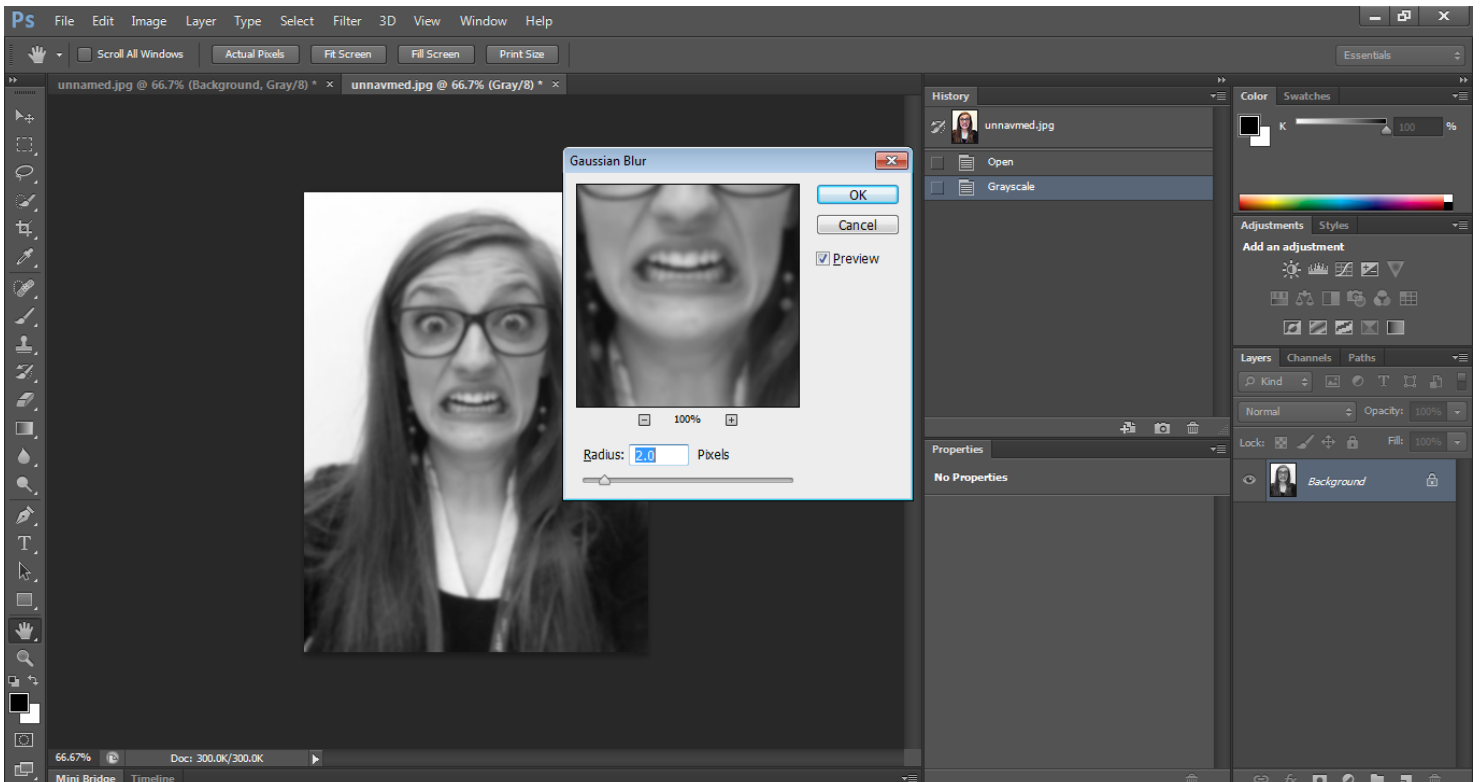 Ps File Edit Image Layer Type Select Filter 3D View Window Help
Scroll All Windows Actual Pixels Fit Screen Fill Screen Print Size Essentials
unnamed.jpg @ 66.7% (Background, Gray/8) * × unnavmed.jpg @ 66.7% (Gray/8) * ×
Gaussian Blur
OK
Cancel
Preview
100%
Radius: 2.0 Pixels
History
unnavmed.jpg
Open
Grayscale
Properties
No Properties
Color Swatches
K 100 %
Adjustments Styles
Add an adjustment
Layers Channels Paths
Kind
Normal Opacity: 100%
Lock: Fill: 100%
Background
66.67% Doc: 300.0K/300.0K
Mini Bridge Timeline